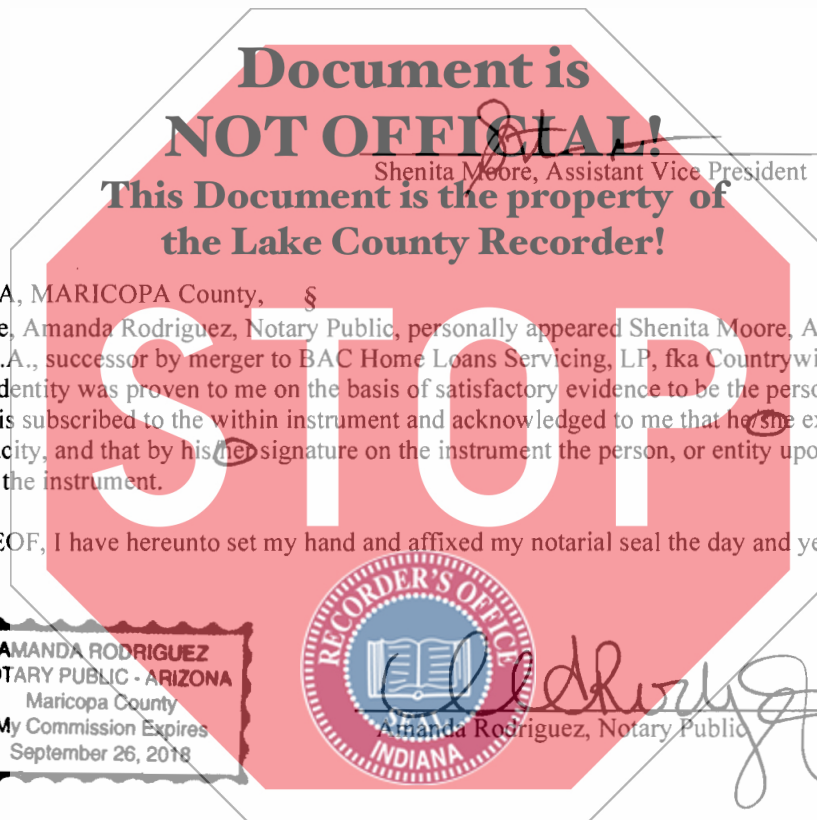 Document is
NOT OFFICIAL!
Shenita Moore, Assistant Vice President
This Document is the property of
the Lake County Recorder!
A, MARICOPA County, §
e, Amanda Rodriguez, Notary Public, personally appeared Shenita Moore, A
.A., successor by merger to BAC Home Loans Servicing, LP, fka Countrywi
dentity was proven to me on the basis of satisfactory evidence to be the perso
is subscribed to the within instrument and acknowledged to me that he/she ex
city, and that by his/her signature on the instrument the person, or entity upo
the instrument.
STOP
EOF, I have hereunto set my hand and affixed my notarial seal the day and ye
RECORDER'S OFFICE
SEAL
INDIANA
AMANDA RODRIGUEZ
OTARY PUBLIC - ARIZONA
Maricopa County
My Commission Expires
September 26, 2018
Amanda Rodriguez, Notary Public